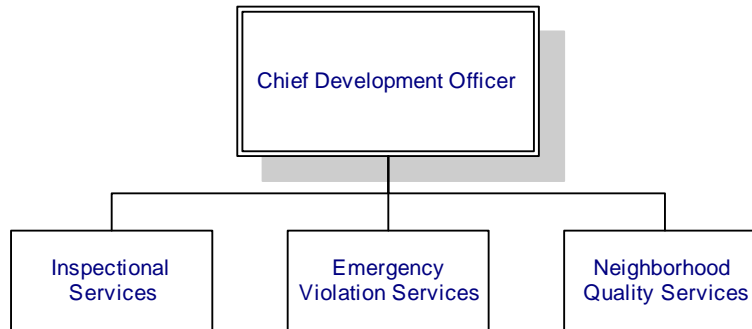 Chief Development Officer
Inspectional
Services
Emergency
Violation Services
Neighborhood
Quality Services